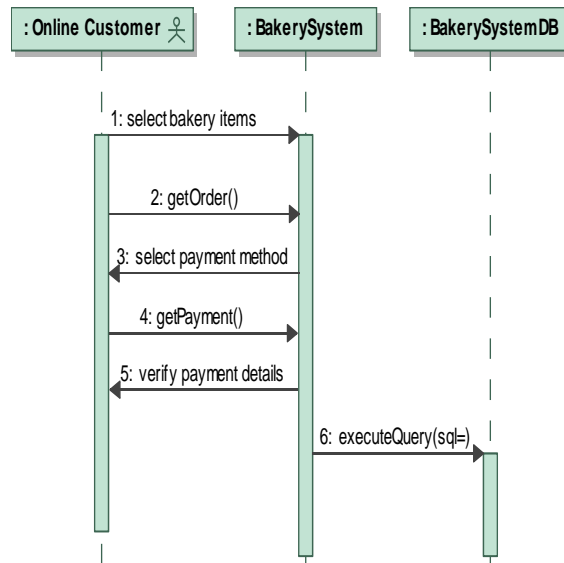 : Online Customer
: BakerySystem
: BakerySystemDB
1: select bakery items
2: getOrder()
3: select payment method
4: getPayment()
5: verify payment details
6: executeQuery(sql=)